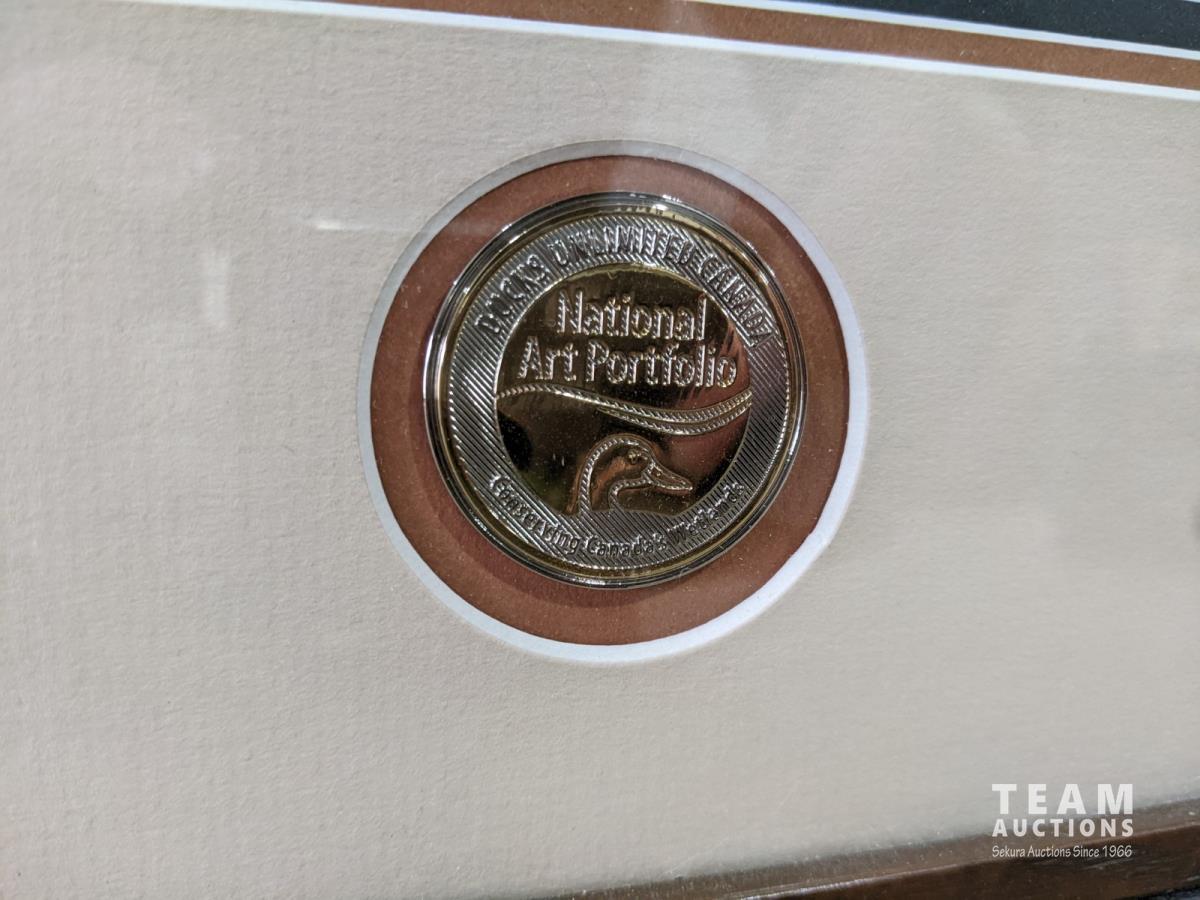 DUCKS UNLIMITED CANADA
National
Art Portfolio
Conserving Canada's Wetlands
TEAM
AUCTIONS
Sekura Auctions Since 1966